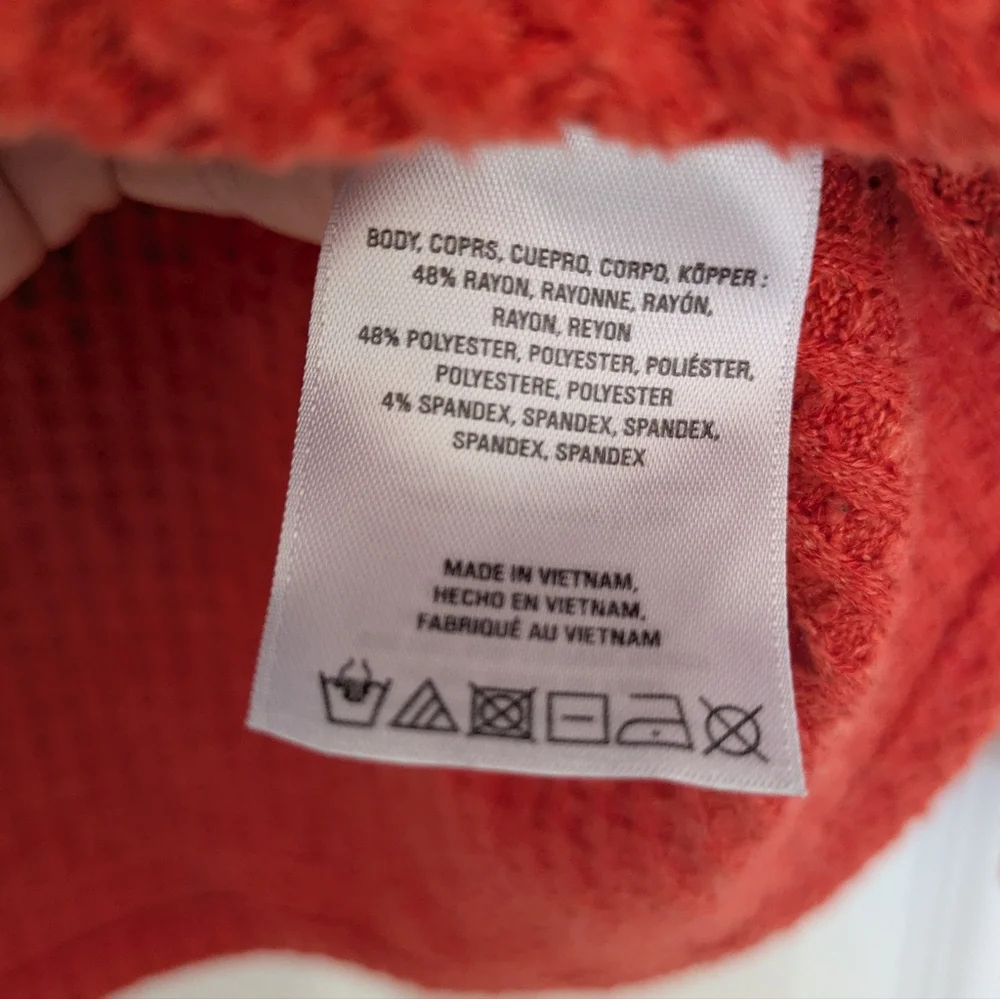 BODY, COPRS, CUEPRO, CORPO, KÖPPER :
48% RAYON, RAYONNE, RAYÓN,
RAYON, REYON
48% POLYESTER, POLYESTER, POLIÉSTER,
POLYESTERE, POLYESTER
4% SPANDEX, SPANDEX, SPANDEX,
SPANDEX, SPANDEX
MADE IN VIETNAM,
HECHO EN VIETNAM,
FABRIQUÉ AU VIETNAM